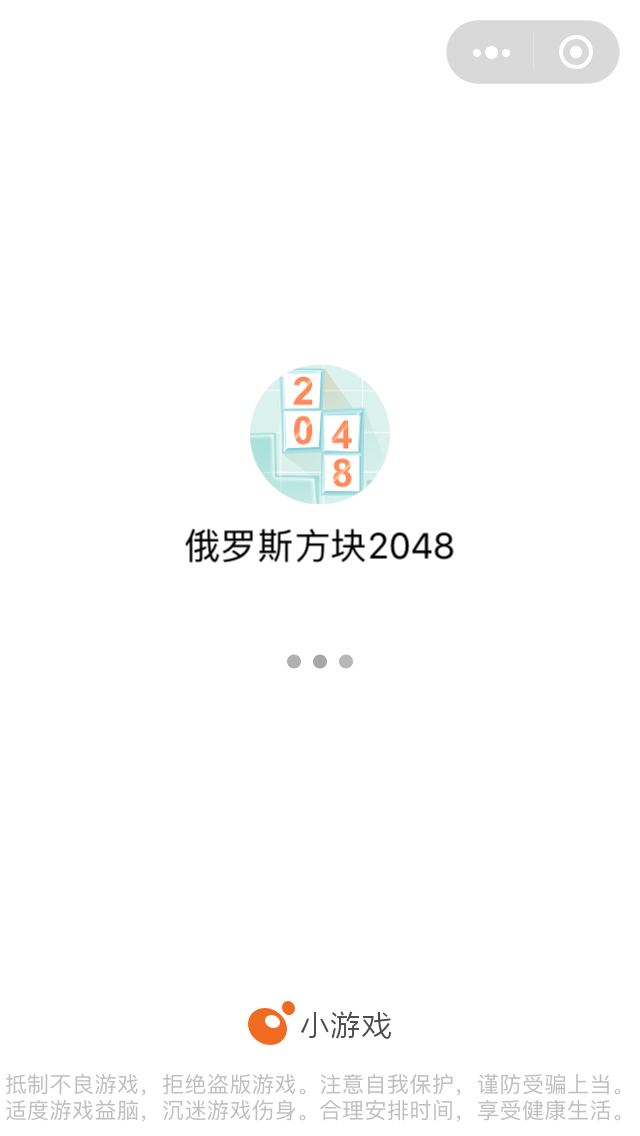 2
0 4
8
俄罗斯方块2048
小游戏
抵制不良游戏，拒绝盗版游戏。注意自我保护，谨防受骗上当。
适度游戏益脑，沉迷游戏伤身。合理安排时间，享受健康生活。